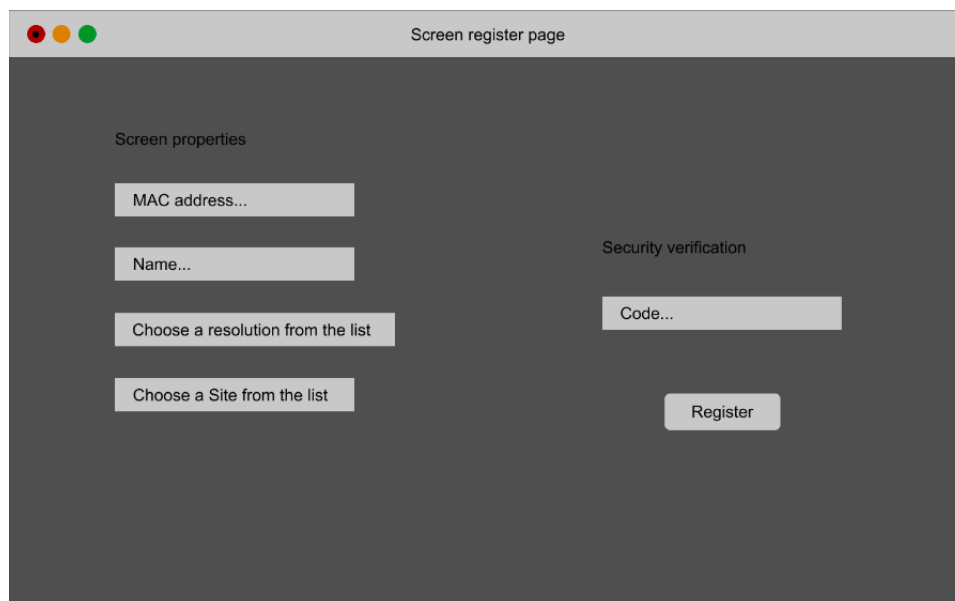 Screen register page
Screen properties
MAC address...
Name...
Choose a resolution from the list
Choose a Site from the list
Security verification
Code...
Register